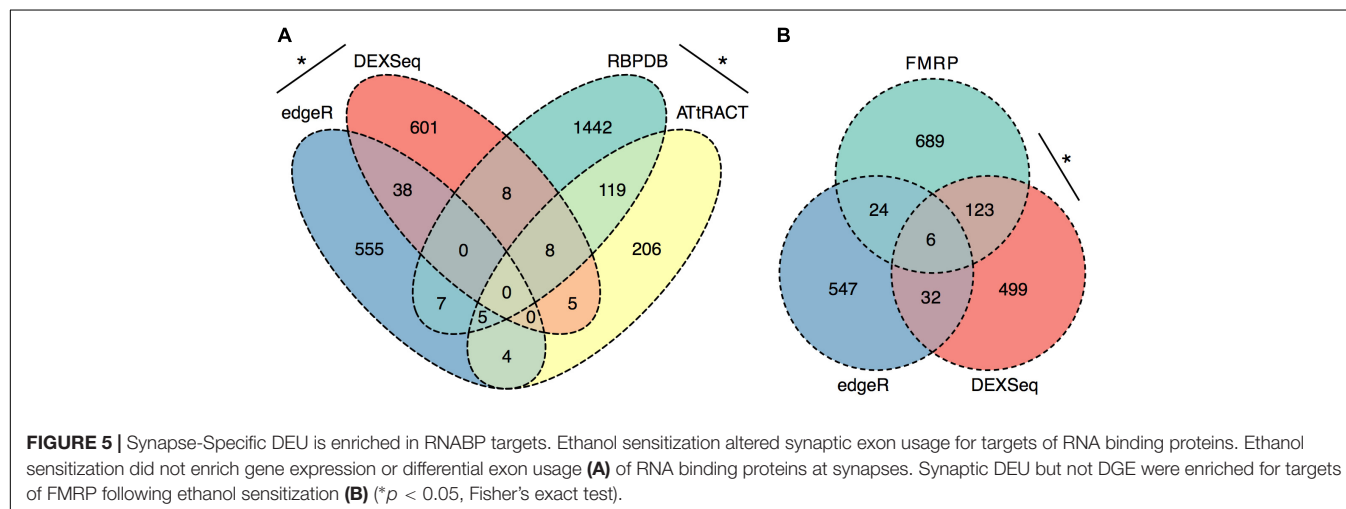 A
B
* DEXSeq RBPDB *
edgeR ATtRACT
FMRP
601 1442
689
*
38 8 119
24 123
555 0 8 206
6
7 0 5
547 32 499
5 0
4
edgeR DEXSeq
FIGURE 5 | Synapse-Specific DEU is enriched in RNABP targets. Ethanol sensitization altered synaptic exon usage for targets of RNA binding proteins. Ethanol
sensitization did not enrich gene expression or differential exon usage (A) of RNA binding proteins at synapses. Synaptic DEU but not DGE were enriched for targets
of FMRP following ethanol sensitization (B) (*p < 0.05, Fisher's exact test).